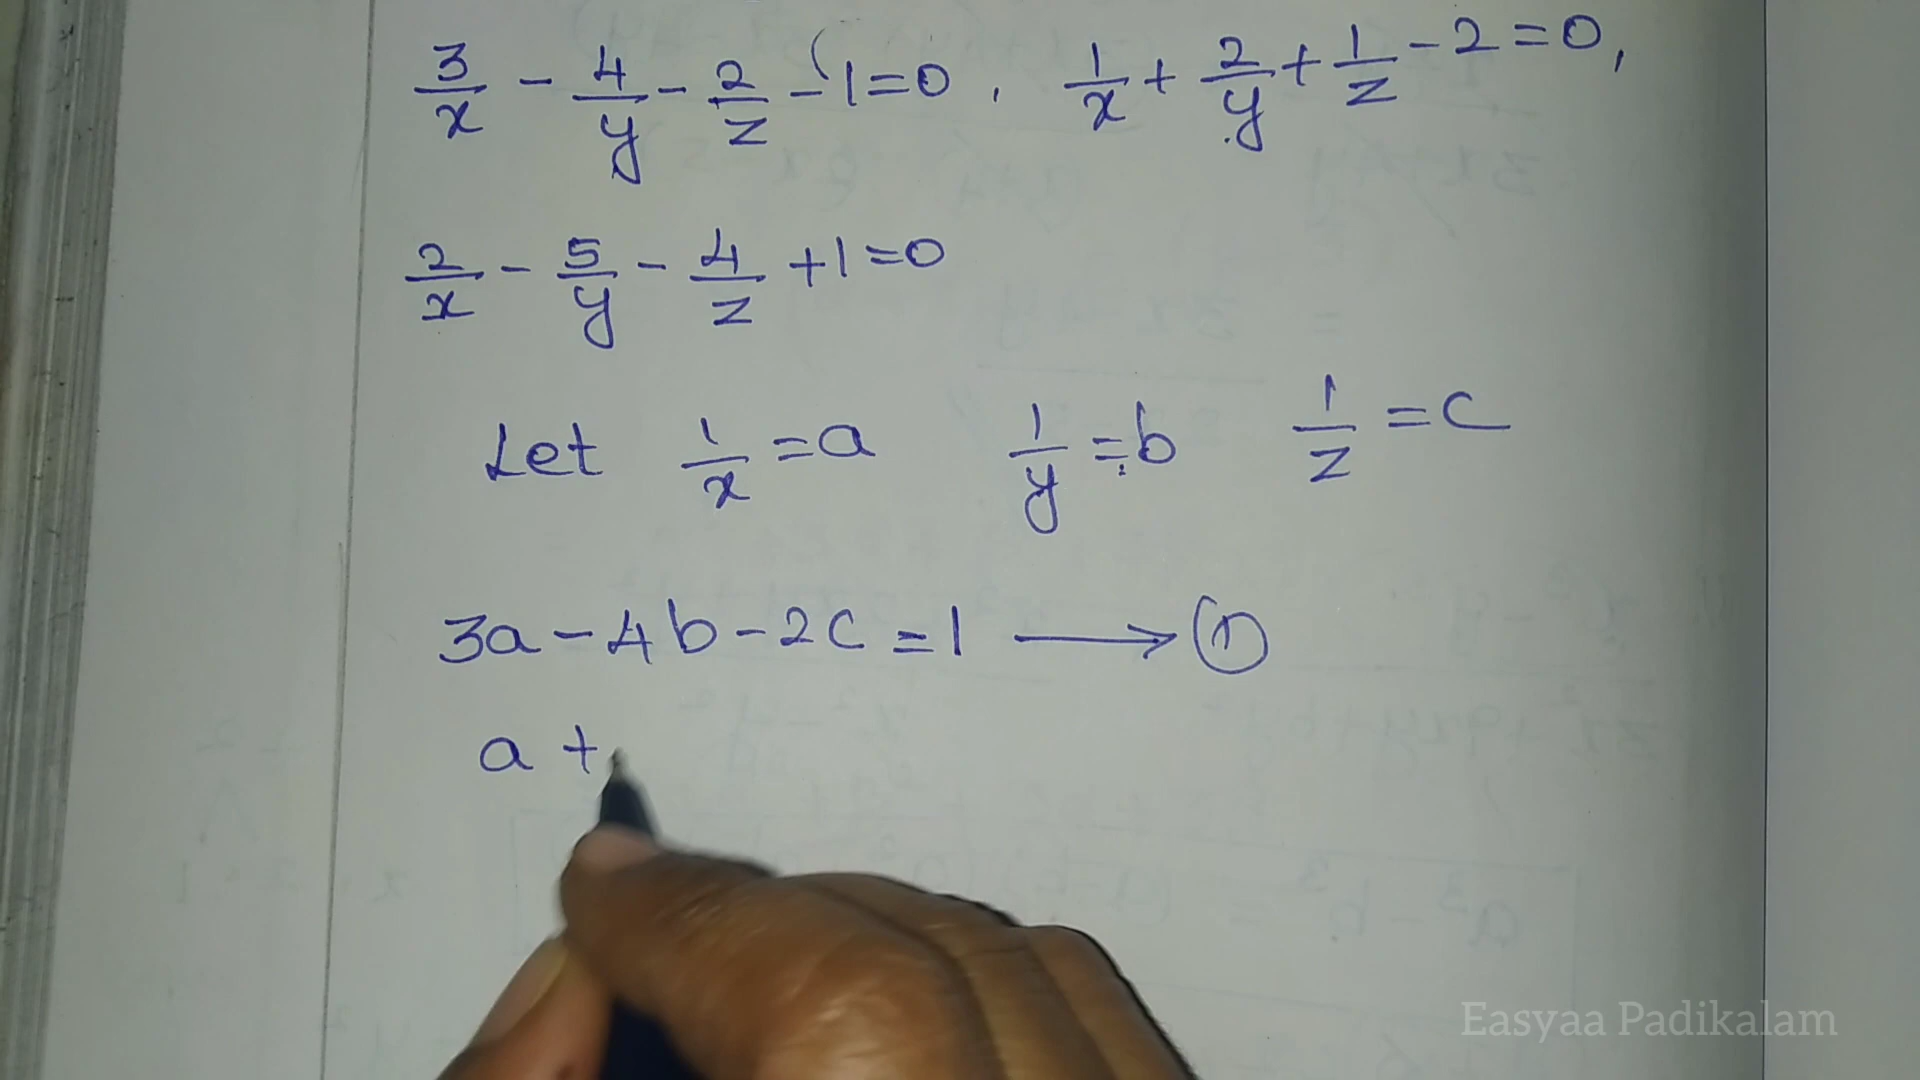 3/x - 4/y - 2/z - 1 = 0 , 1/x + 2/y + 1/z - 2 = 0 ,
2/x - 5/y - 4/z + 1 = 0
Let 1/x = a 1/y = b 1/z = c
3a - 4b - 2c = 1 ⟶ ①
a +
Easyaa Padikalam